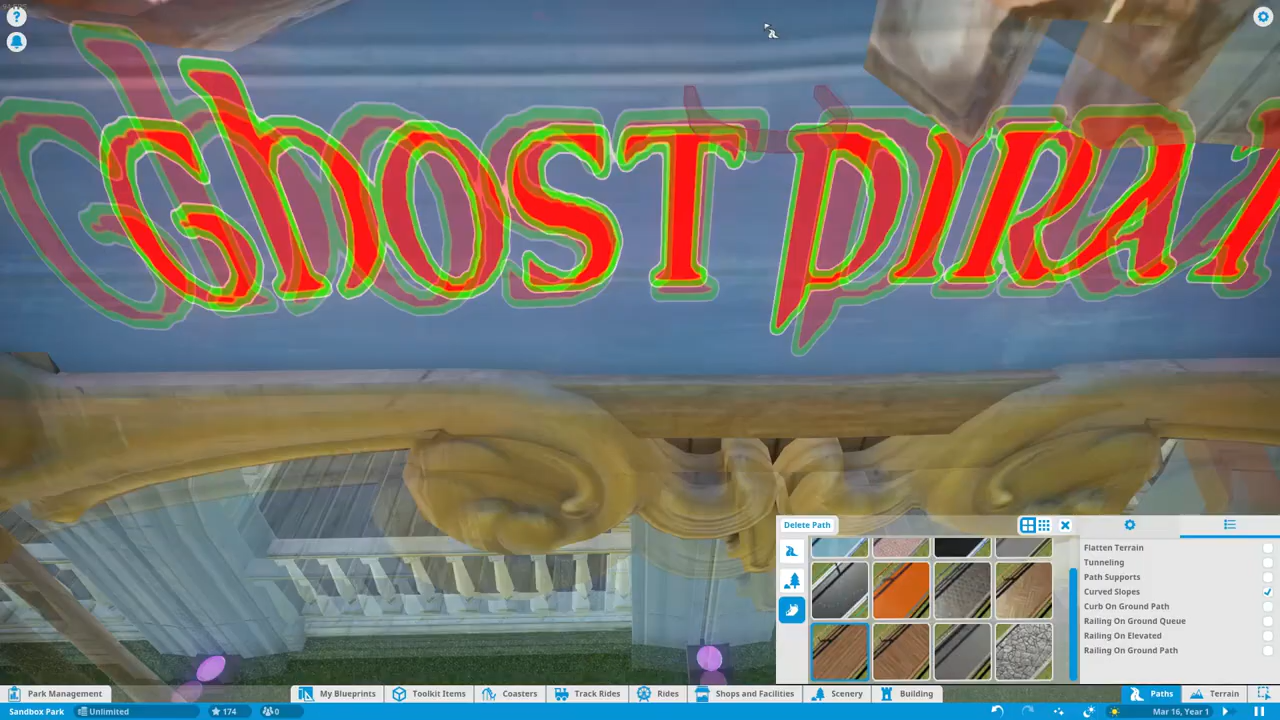 Ghost pirat
Delete Path
Flatten Terrain
Tunneling
Path Supports
Curved Slopes
Curb On Ground Path
Railing On Ground Queue
Railing On Elevated
Railing On Ground Path
Park Management
My Blueprints
Toolkit Items
Coasters
Track Rides
Rides
Shops and Facilities
Scenery
Building
Paths
Terrain
Sandbox Park
Unlimited
174
0
Mar 16, Year 1